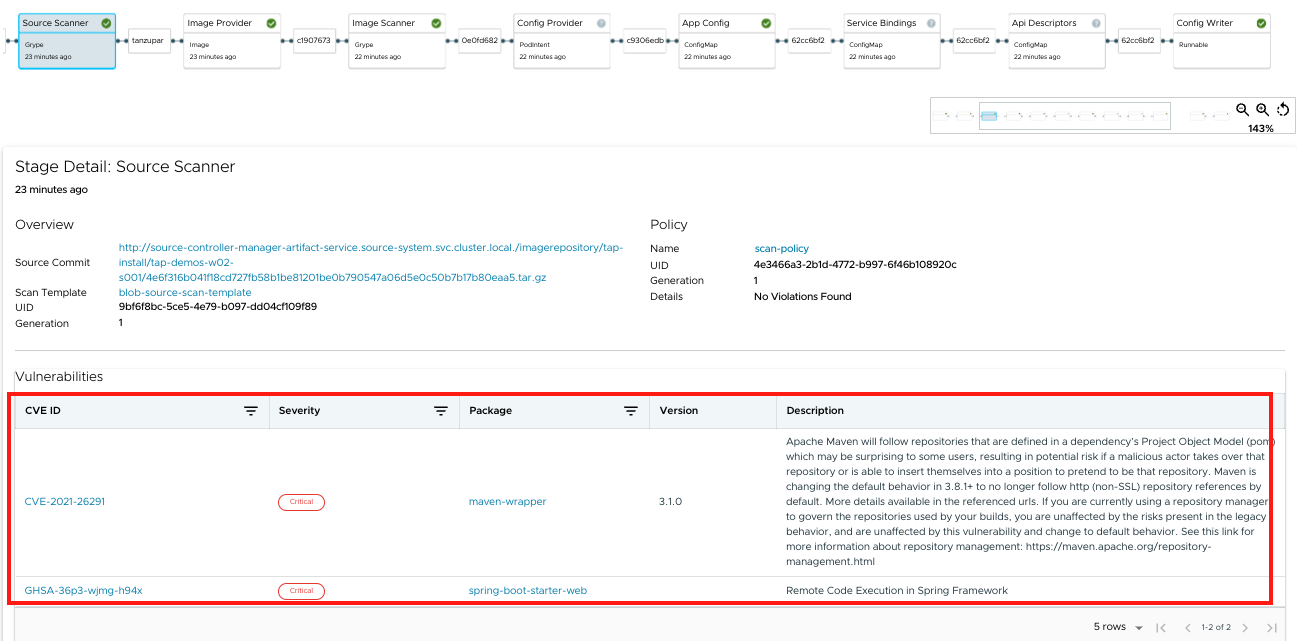 Source Scanner
Grype
23 minutes ago
tanzupar
Image Provider
Image
23 minutes ago
c1907673
Image Scanner
Grype
22 minutes ago
0e0fd682
Config Provider
PodIntent
22 minutes ago
c9306edb
App Config
ConfigMap
22 minutes ago
62cc6bf2
Service Bindings
ConfigMap
22 minutes ago
62cc6bf2
Api Descriptors
ConfigMap
22 minutes ago
62cc6bf2
Config Writer
Runnable
143%
Stage Detail: Source Scanner
23 minutes ago
Overview
Source Commit
http://source-controller-manager-artifact-service.source-system.svc.cluster.local./imagerepository/tap-
install/tap-demos-w02-
s001/4e6f316b041f18cd727fb58b1be81201be0b790547a06d5e0c50b7b17b80eaa5.tar.gz
Scan Template blob-source-scan-template
UID 9bf6f8bc-5ce5-4e79-b097-dd04cf109f89
Generation 1
Policy
Name scan-policy
UID 4e3466a3-2b1d-4772-b997-6f46b108920c
Generation 1
Details No Violations Found
Vulnerabilities
CVE ID Severity Package Version Description
CVE-2021-26291 Critical maven-wrapper 3.1.0
Apache Maven will follow repositories that are defined in a dependency's Project Object Model (pom)
which may be surprising to some users, resulting in potential risk if a malicious actor takes over that
repository or is able to insert themselves into a position to pretend to be that repository. Maven is
changing the default behavior in 3.8.1+ to no longer follow http (non-SSL) repository references by
default. More details available in the referenced urls. If you are currently using a repository manager
to govern the repositories used by your builds, you are unaffected by the risks present in the legacy
behavior, and are unaffected by this vulnerability and change to default behavior. See this link for
more information about repository management: https://maven.apache.org/repository-
management.html
GHSA-36p3-wjmg-h94x Critical spring-boot-starter-web Remote Code Execution in Spring Framework
5 rows 1-2 of 2